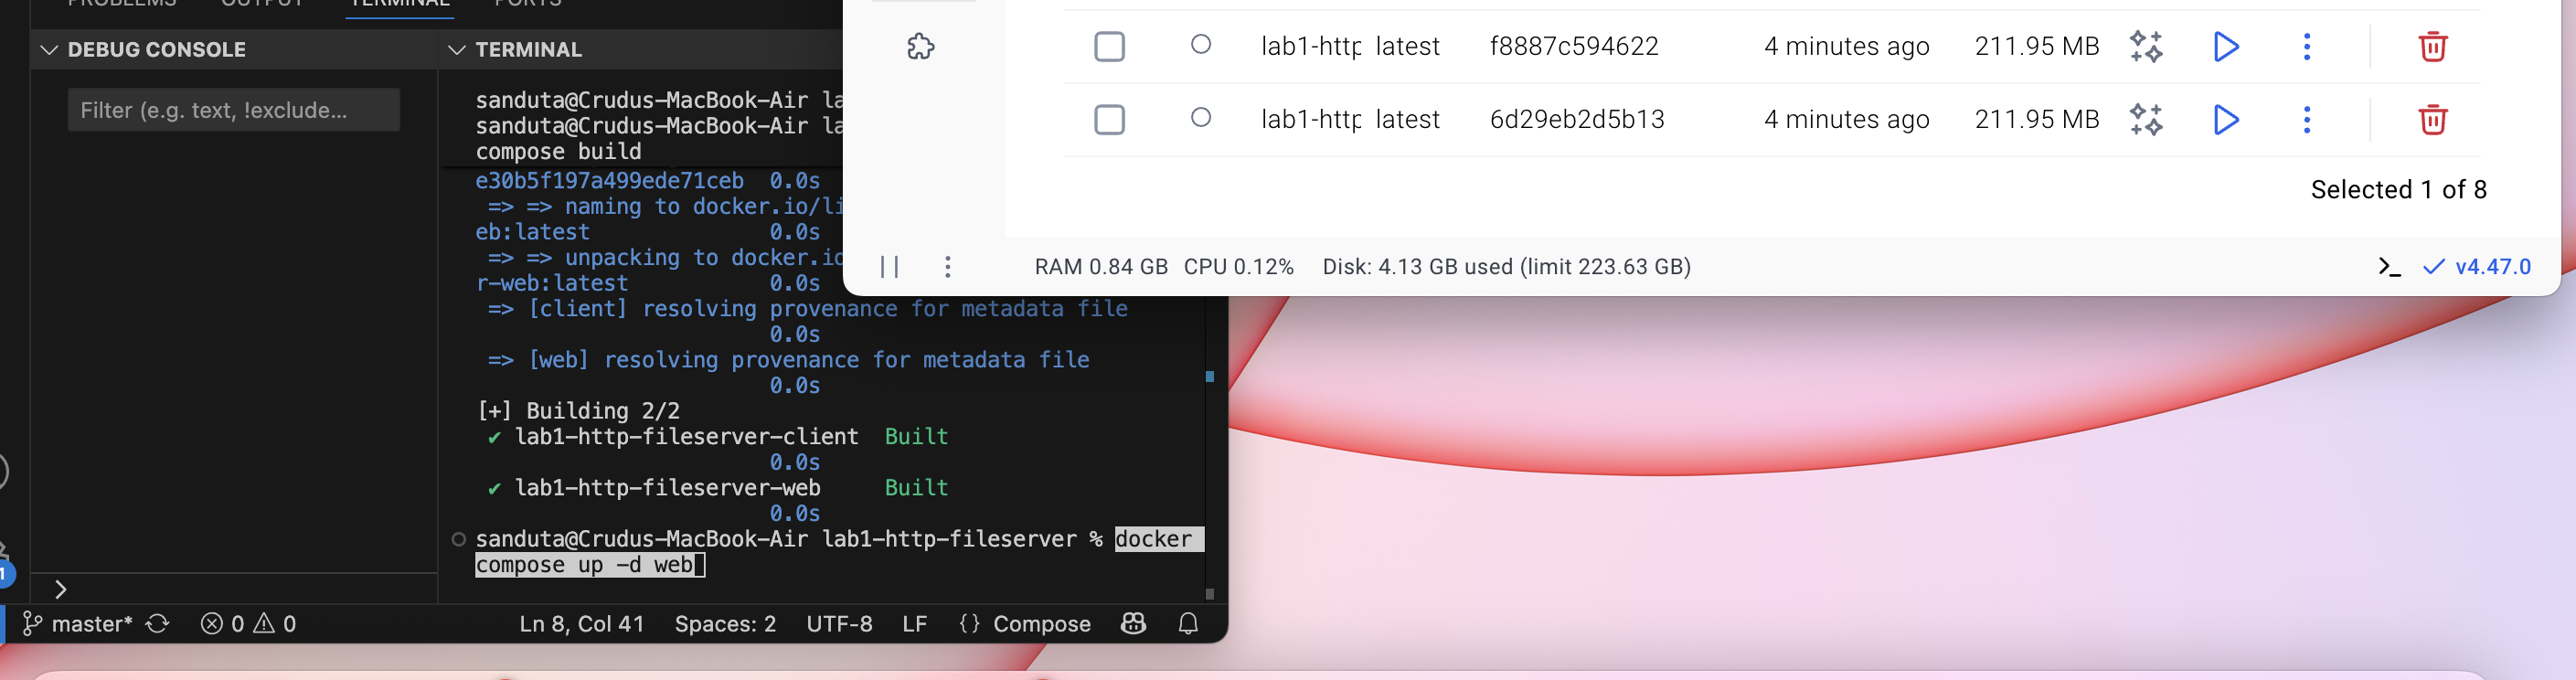 PROBLEMS OUTPUT TERMINAL PORTS
DEBUG CONSOLE
Filter (e.g. text, !exclude...
TERMINAL
sanduta@Crudus-MacBook-Air la
sanduta@Crudus-MacBook-Air la
compose build
e30b5f197a499ede71ceb 0.0s
=> => naming to docker.io/li
eb:latest 0.0s
=> => unpacking to docker.io
r-web:latest 0.0s
=> [client] resolving provenance for metadata file
0.0s
=> [web] resolving provenance for metadata file
0.0s
[+] Building 2/2
✔ lab1-http-fileserver-client Built
0.0s
✔ lab1-http-fileserver-web Built
0.0s
sanduta@Crudus-MacBook-Air lab1-http-fileserver % docker
compose up -d web
master* 0 0 Ln 8, Col 41 Spaces: 2 UTF-8 LF {} Compose
1
lab1-http latest f8887c594622 4 minutes ago 211.95 MB
lab1-http latest 6d29eb2d5b13 4 minutes ago 211.95 MB
Selected 1 of 8
RAM 0.84 GB CPU 0.12% Disk: 4.13 GB used (limit 223.63 GB) v4.47.0